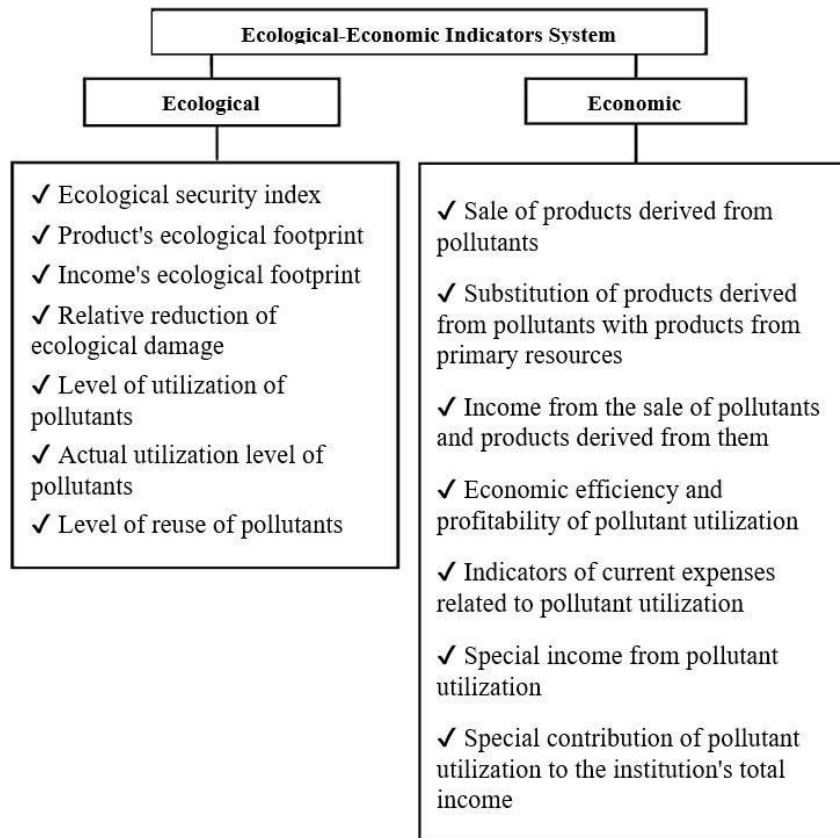 Ecological-Economic Indicators System
Ecological
Economic
✓ Ecological security index
✓ Product's ecological footprint
✓ Income's ecological footprint
✓ Relative reduction of
ecological damage
✓ Level of utilization of
pollutants
✓ Actual utilization level of
pollutants
✓ Level of reuse of pollutants
✓ Sale of products derived from
pollutants
✓ Substitution of products derived
from pollutants with products from
primary resources
✓ Income from the sale of pollutants
and products derived from them
✓ Economic efficiency and
profitability of pollutant utilization
✓ Indicators of current expenses
related to pollutant utilization
✓ Special income from pollutant
utilization
✓ Special contribution of pollutant
utilization to the institution's total
income